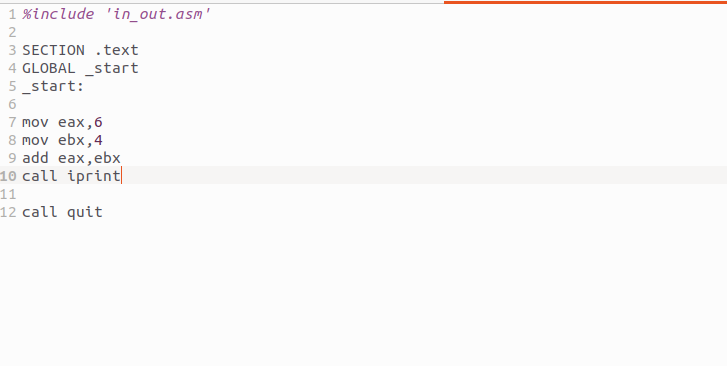 1 %include 'in_out.asm'
2
3 SECTION .text
4 GLOBAL _start
5 _start:
6
7 mov eax,6
8 mov ebx,4
9 add eax,ebx
10 call iprint
11
12 call quit